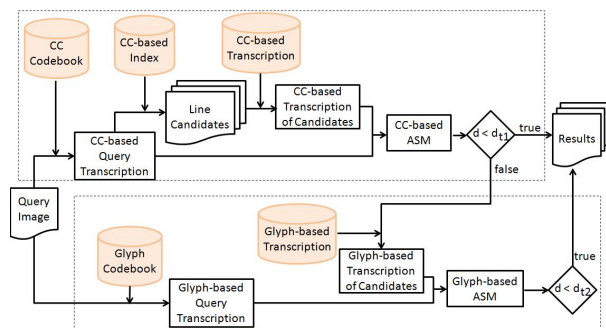 CC
Codebook
CC-based
Index
CC-based
Transcription
Line
Candidates
CC-based
Transcription
of Candidates
CC-based
Query
Transcription
CC-based
ASM
d < dt1
true
false
Results
Query
Image
Glyph
Codebook
Glyph-based
Transcription
Glyph-based
Transcription
of Candidates
Glyph-based
Query
Transcription
Glyph-based
ASM
d < dt2
true